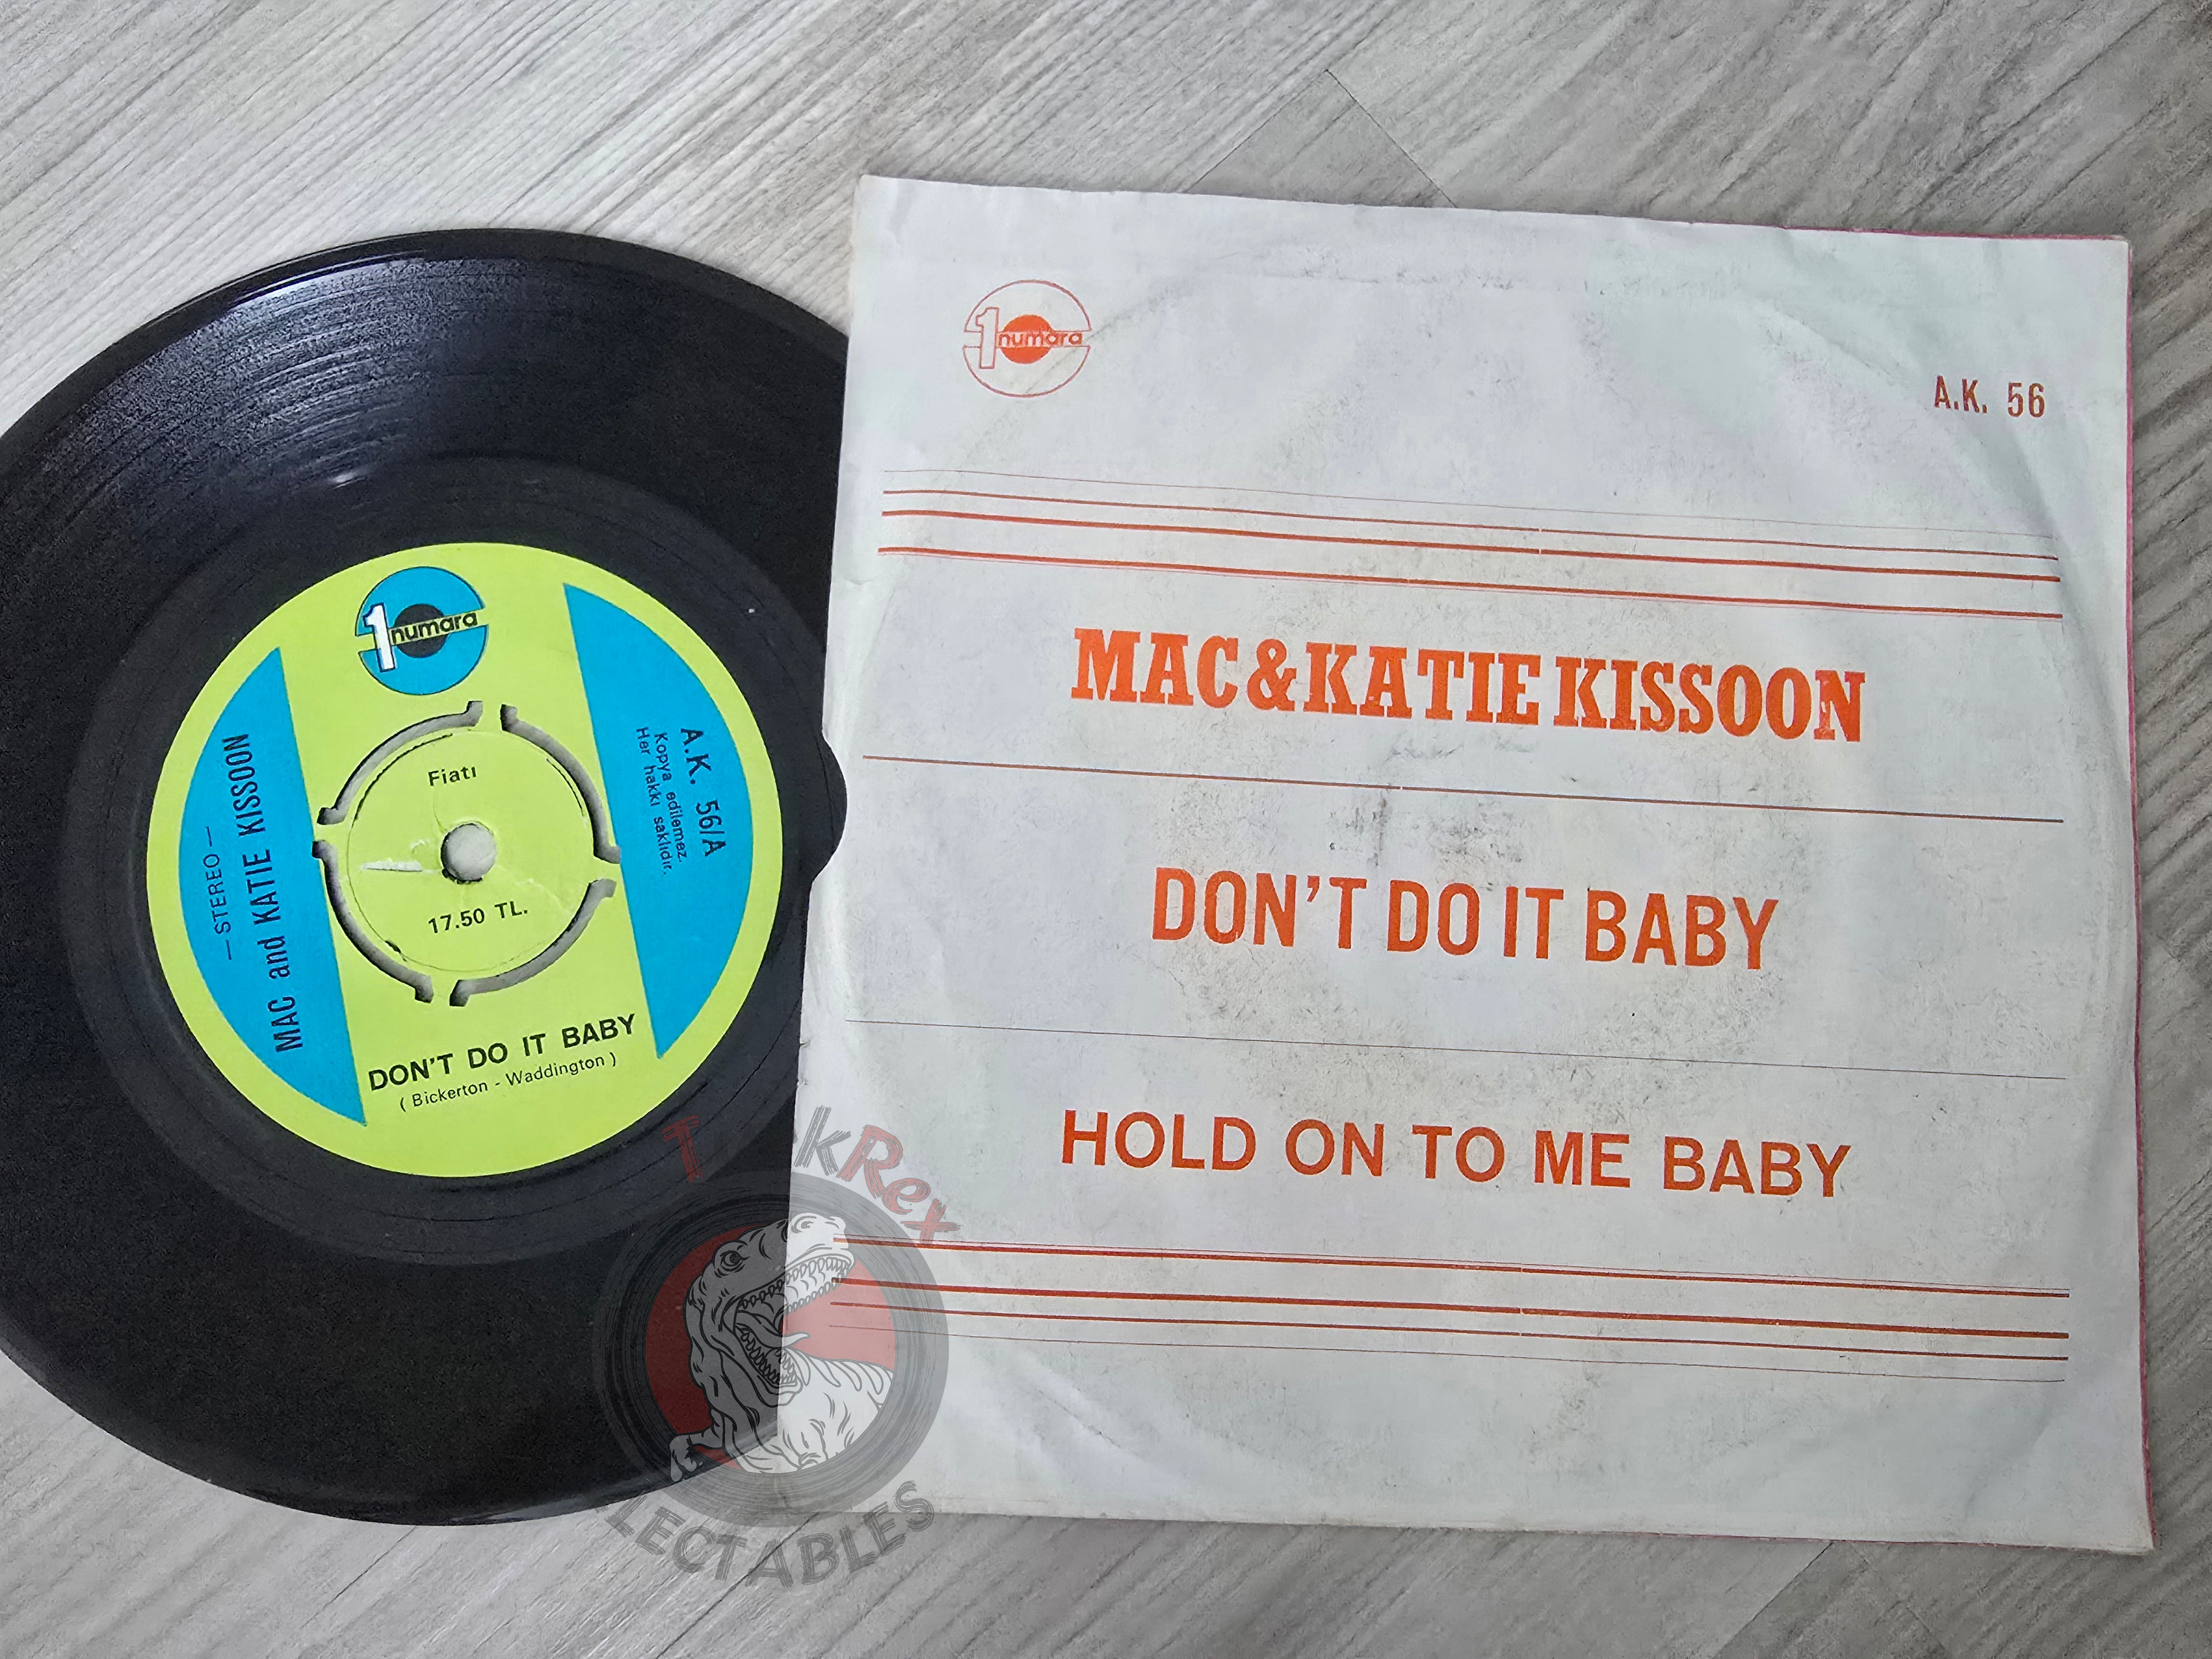 1 numara
— STEREO —
MAC and KATIE KISSOON
Fiatı
17.50 TL.
A.K. 56/A
Kopya edilemez.
Her hakkı saklıdır.
DON'T DO IT BABY
( Bickerton - Waddington )
1 numara
A.K. 56
MAC & KATIE KISSOON
DON'T DO IT BABY
HOLD ON TO ME BABY